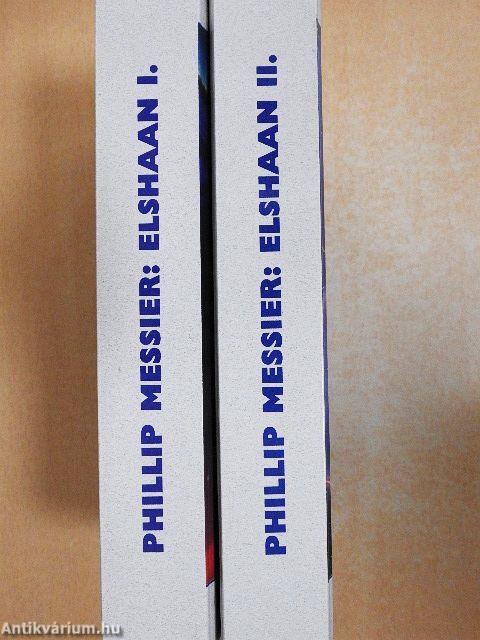 PHILLIP MESSIER: ELSHAAN I.
PHILLIP MESSIER: ELSHAAN II.
Antikvárium.hu